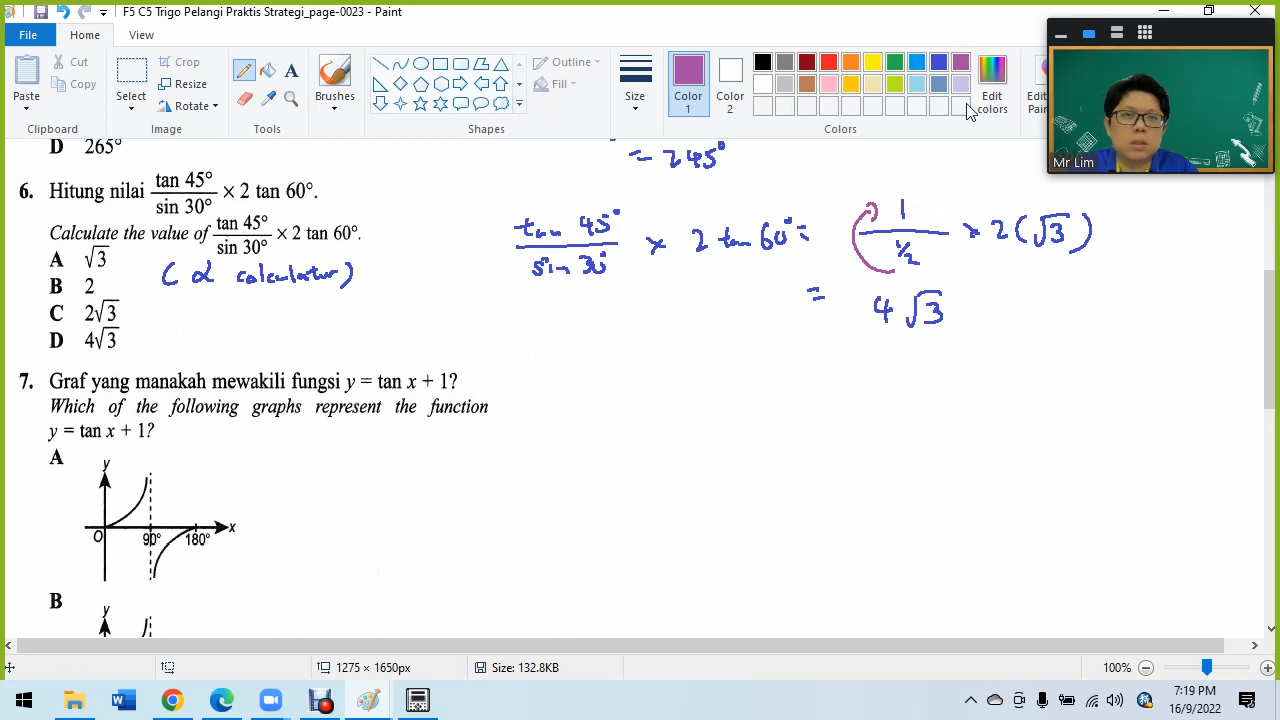 F5 C5 Trigo Pelangi Praktis Strategi_page-0023 - Paint
File Home View
Paste Cut Copy Clipboard
Select Crop Resize Rotate Image
Tools
Brushes
Outline Fill Shapes
Size
Color 1
Color 2
Colors
Edit colors
Edit Pain
Mr Lim
D 265°
= 245°
6. Hitung nilai tan 45° / sin 30° × 2 tan 60°.
Calculate the value of tan 45° / sin 30° × 2 tan 60°.
A √3
B 2
C 2√3
D 4√3
calculator)
tan 45° / sin 30° × 2 tan 60° = 1 / ½ × 2(√3)
= 4√3
7. Graf yang manakah mewakili fungsi y = tan x + 1?
Which of the following graphs represent the function
y = tan x + 1?
A
y
O 90° 180° x
B
y
1275 × 1650px
Size: 132.8KB
100%
7:19 PM
16/9/2022